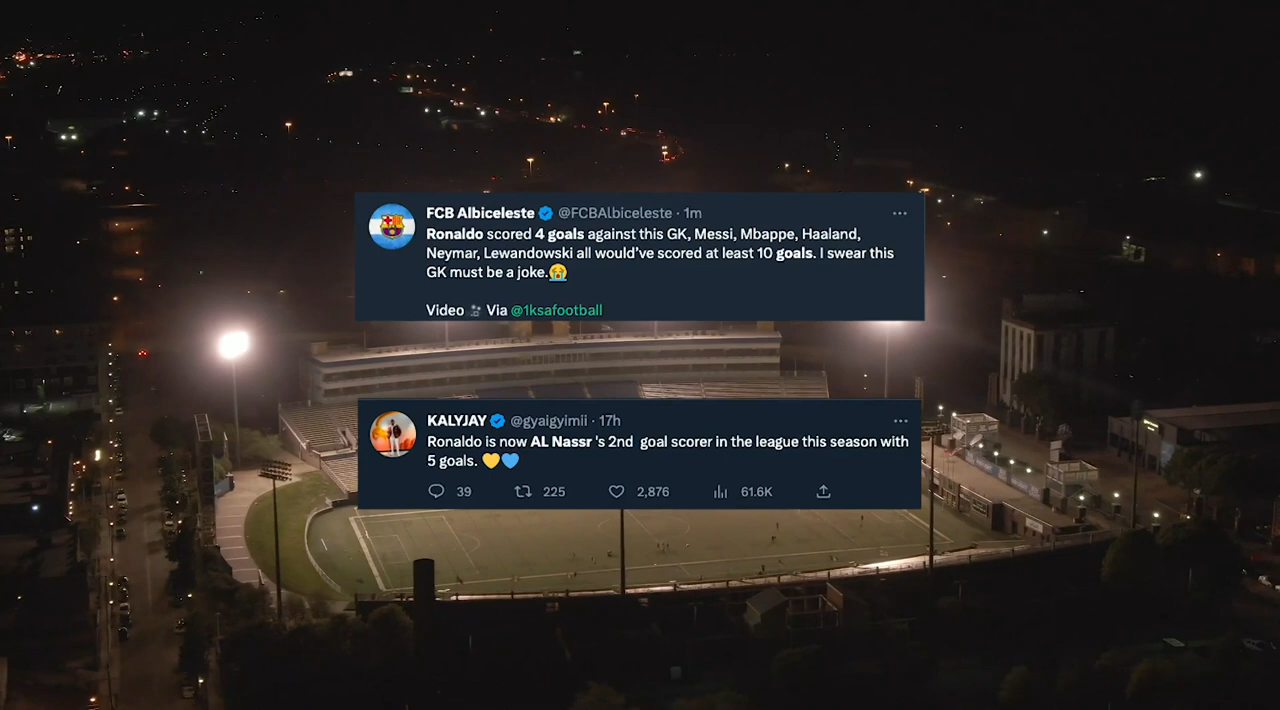 FCB Albiceleste @FCBAlbiceleste · 1m
Ronaldo scored 4 goals against this GK, Messi, Mbappe, Haaland,
Neymar, Lewandowski all would've scored at least 10 goals. I swear this
GK must be a joke.😭
Video 🎥 Via @1ksafootball
KALYJAY @gyaigyimii · 17h
Ronaldo is now AL Nassr 's 2nd goal scorer in the league this season with
5 goals. 💛💙
39 225 2,876 61.6K